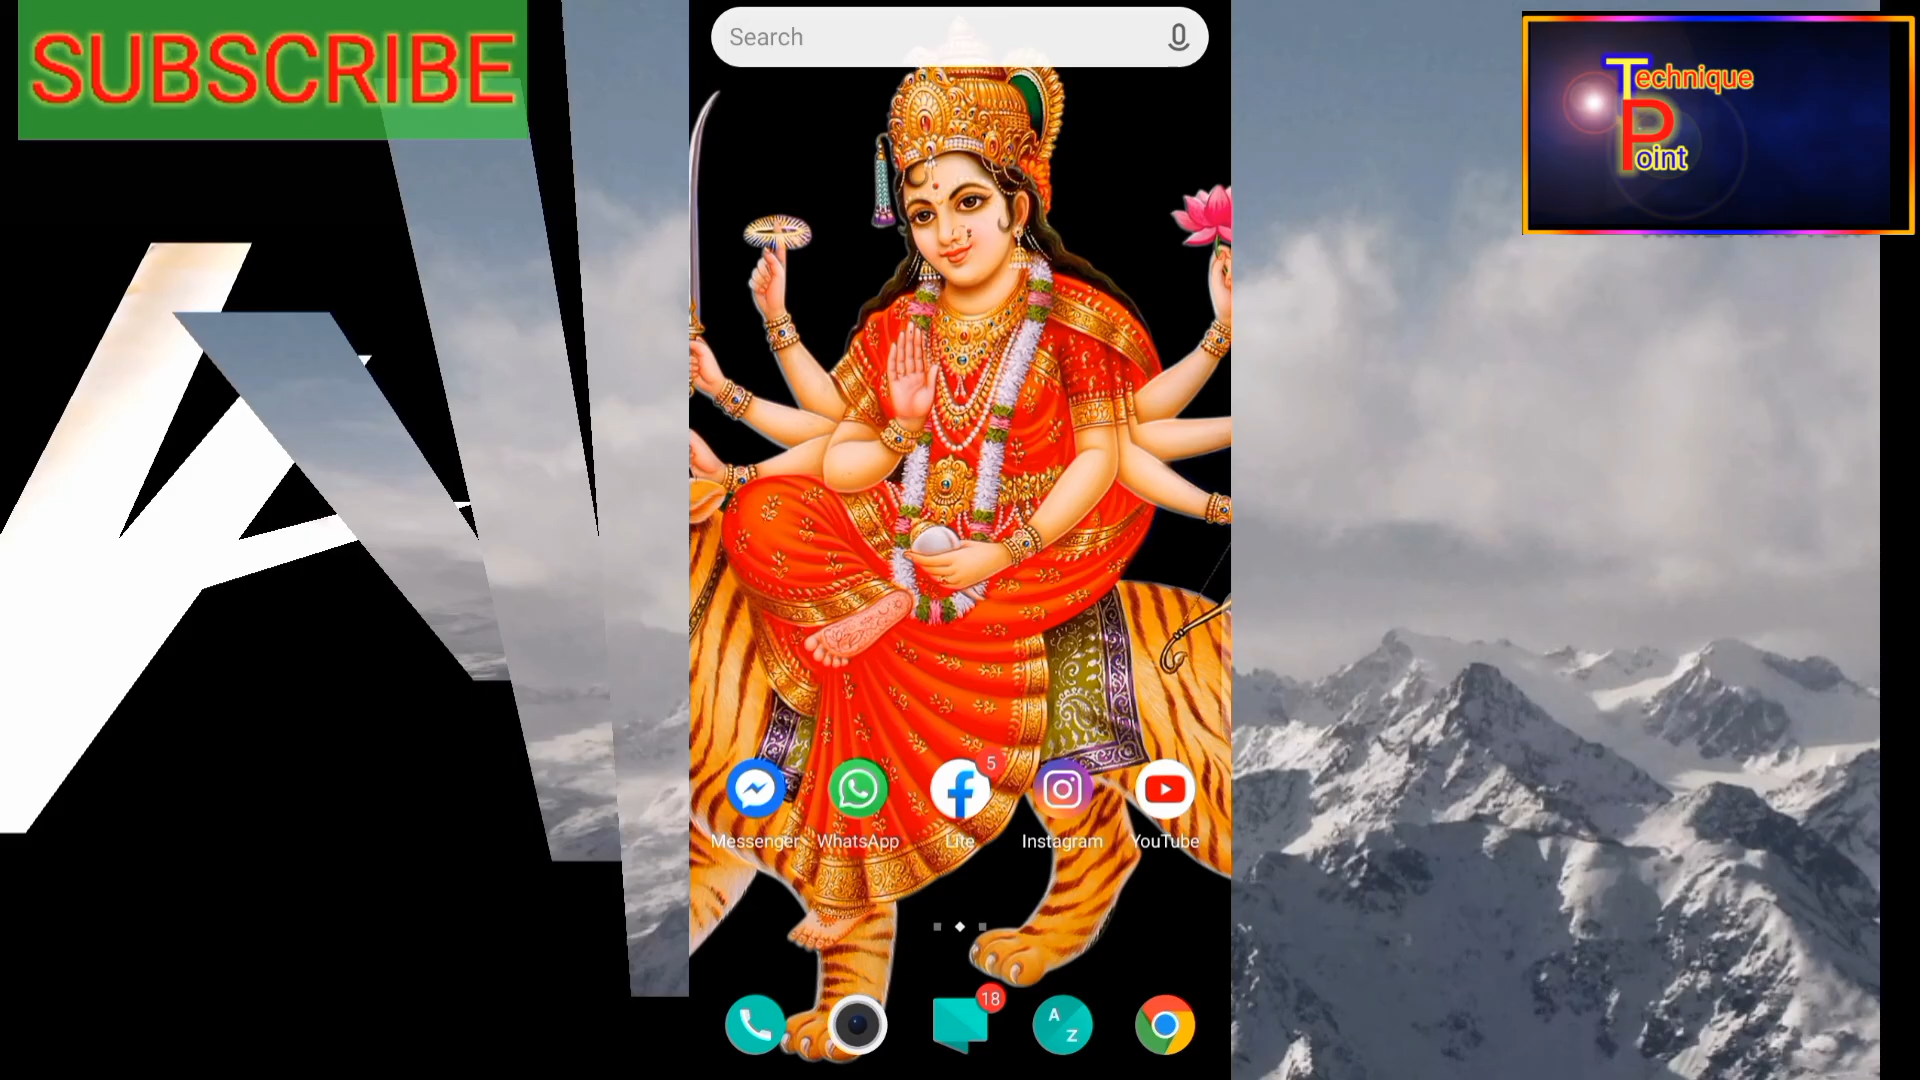 SUBSCRIBE
Search
Technique
Point
5
Messenger
WhatsApp
Lite
Instagram
YouTube
18
A
Z